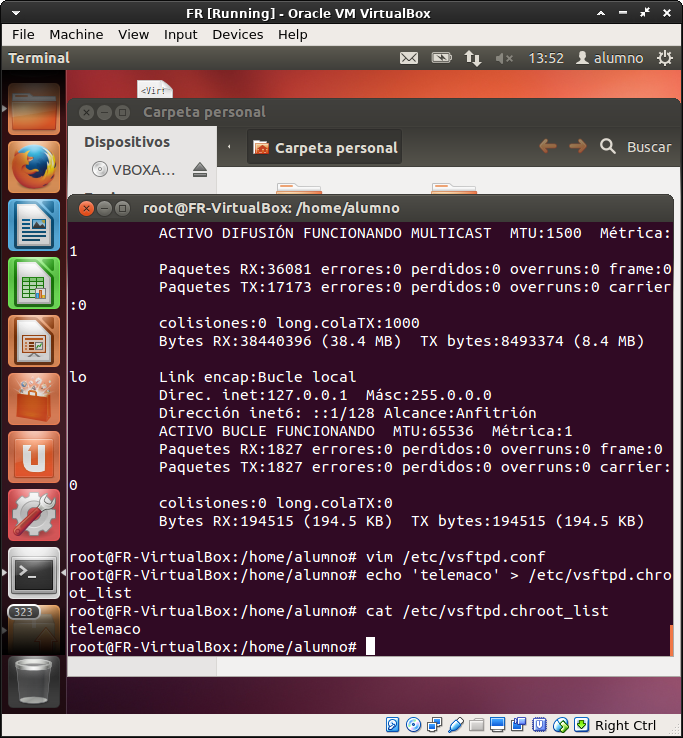 FR [Running] - Oracle VM VirtualBox
File Machine View Input Devices Help
Terminal 13:52 alumno
<Vir
Carpeta personal
Dispositivos
Carpeta personal
Buscar
VBOXA...
root@FR-VirtualBox: /home/alumno
ACTIVO DIFUSIÓN FUNCIONANDO MULTICAST MTU:1500 Métrica:
1
Paquetes RX:36081 errores:0 perdidos:0 overruns:0 frame:0
Paquetes TX:17173 errores:0 perdidos:0 overruns:0 carrier
:0
colisiones:0 long.colaTX:1000
Bytes RX:38440396 (38.4 MB) TX bytes:8493374 (8.4 MB)
lo Link encap:Bucle local
Direc. inet:127.0.0.1 Másc:255.0.0.0
Dirección inet6: ::1/128 Alcance:Anfitrión
ACTIVO BUCLE FUNCIONANDO MTU:65536 Métrica:1
Paquetes RX:1827 errores:0 perdidos:0 overruns:0 frame:0
Paquetes TX:1827 errores:0 perdidos:0 overruns:0 carrier:
0
colisiones:0 long.colaTX:0
Bytes RX:194515 (194.5 KB) TX bytes:194515 (194.5 KB)
root@FR-VirtualBox:/home/alumno# vim /etc/vsftpd.conf
root@FR-VirtualBox:/home/alumno# echo 'telemaco' > /etc/vsftpd.chro
ot_list
root@FR-VirtualBox:/home/alumno# cat /etc/vsftpd.chroot_list
telemaco
root@FR-VirtualBox:/home/alumno#
323
Right Ctrl